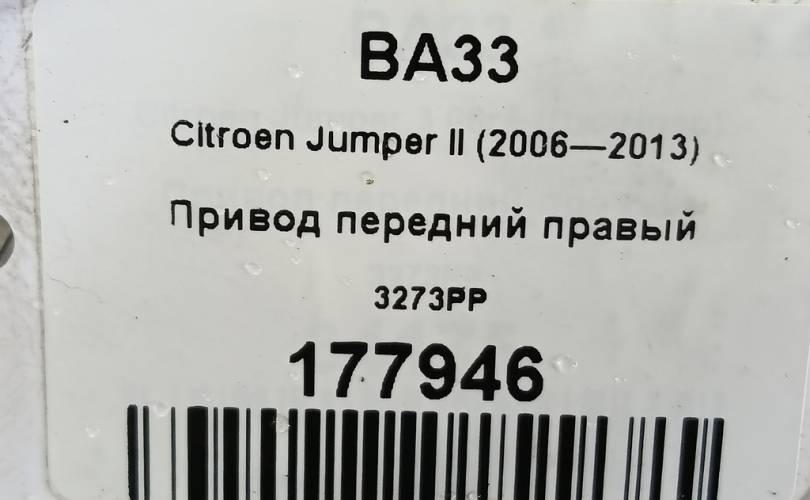 BA33
Citroen Jumper II (2006—2013)
Привод передний правый
3273PP
177946